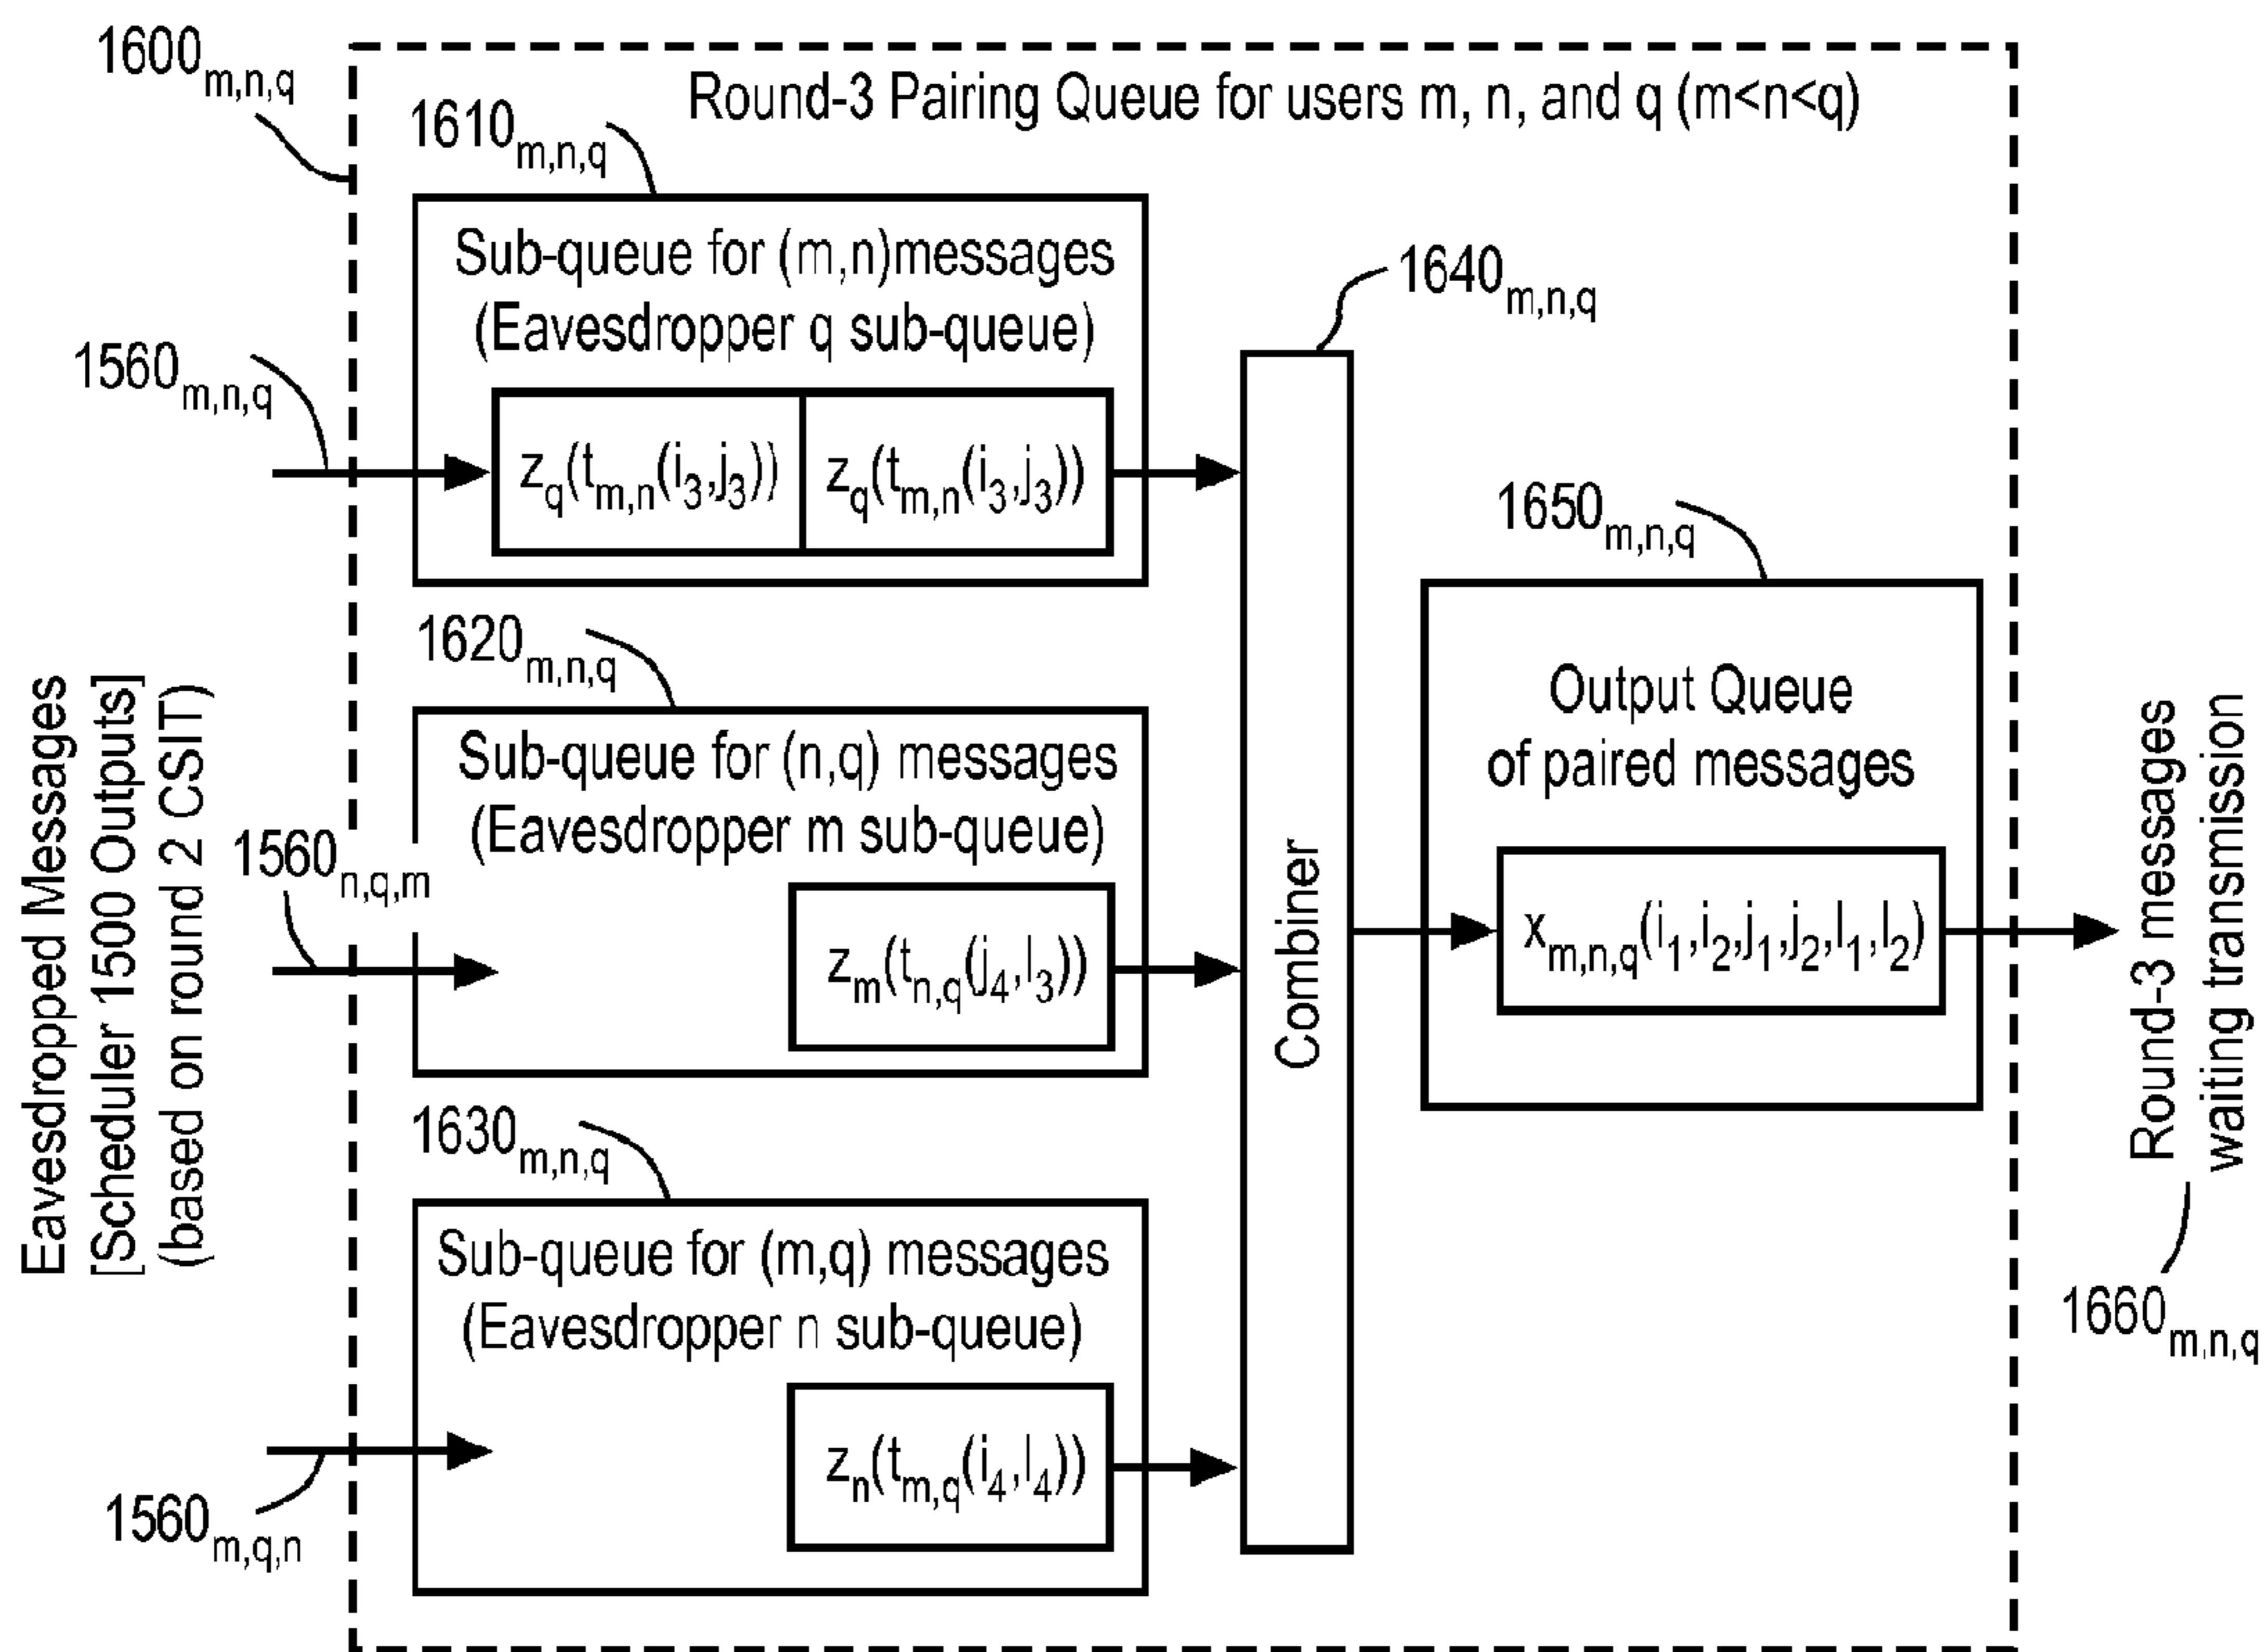 1600m,n,q
Round-3 Pairing Queue for users m, n, and q (m<n<q)
1610m,n,q
Sub-queue for (m,n)messages
(Eavesdropper q sub-queue)
1560m,n,q
zq(tm,n(i3,j3))
zq(tm,n(i3,j3))
1640m,n,q
1650m,n,q
1620m,n,q
Sub-queue for (n,q) messages
(Eavesdropper m sub-queue)
1560n,q,m
zm(tn,q(j4,l3))
Eavesdropped Messages
[Scheduler 1500 Outputs]
(based on round 2 CSIT)
Combiner
Output Queue
of paired messages
xm,n,q(i1,i2,j1,j2,l1,l2)
Round-3 messages
waiting transmission
1630m,n,q
Sub-queue for (m,q) messages
(Eavesdropper n sub-queue)
zn(tm,q(i4,l4))
1560m,q,n
1660m,n,q